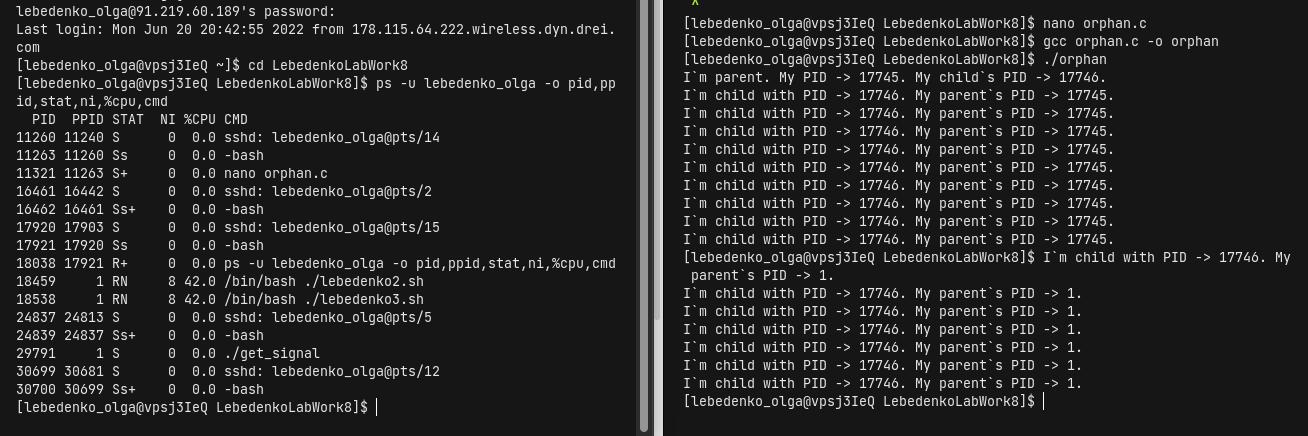 lebedenko_olga@91.219.60.189's password:
Last login: Mon Jun 20 20:42:55 2022 from 178.115.64.222.wireless.dyn.drei.
com
[lebedenko_olga@vpsj3IeQ ~]$ cd LebedenkoLabWork8
[lebedenko_olga@vpsj3IeQ LebedenkoLabWork8]$ ps -u lebedenko_olga -o pid,pp
id,stat,ni,%cpu,cmd
  PID  PPID STAT  NI %CPU CMD
11260 11240 S      0  0.0 sshd: lebedenko_olga@pts/14
11263 11260 Ss     0  0.0 -bash
11321 11263 S+     0  0.0 nano orphan.c
16461 16442 S      0  0.0 sshd: lebedenko_olga@pts/2
16462 16461 Ss+    0  0.0 -bash
17920 17903 S      0  0.0 sshd: lebedenko_olga@pts/15
17921 17920 Ss     0  0.0 -bash
18038 17921 R+     0  0.0 ps -u lebedenko_olga -o pid,ppid,stat,ni,%cpu,cmd
18459     1 RN     8 42.0 /bin/bash ./lebedenko2.sh
18538     1 RN     8 42.0 /bin/bash ./lebedenko3.sh
24837 24813 S      0  0.0 sshd: lebedenko_olga@pts/5
24839 24837 Ss+    0  0.0 -bash
29791     1 S      0  0.0 ./get_signal
30699 30681 S      0  0.0 sshd: lebedenko_olga@pts/12
30700 30699 Ss+    0  0.0 -bash
[lebedenko_olga@vpsj3IeQ LebedenkoLabWork8]$
^
[lebedenko_olga@vpsj3IeQ LebedenkoLabWork8]$ nano orphan.c
[lebedenko_olga@vpsj3IeQ LebedenkoLabWork8]$ gcc orphan.c -o orphan
[lebedenko_olga@vpsj3IeQ LebedenkoLabWork8]$ ./orphan
I`m parent. My PID -> 17745. My child`s PID -> 17746.
I`m child with PID -> 17746. My parent`s PID -> 17745.
I`m child with PID -> 17746. My parent`s PID -> 17745.
I`m child with PID -> 17746. My parent`s PID -> 17745.
I`m child with PID -> 17746. My parent`s PID -> 17745.
I`m child with PID -> 17746. My parent`s PID -> 17745.
I`m child with PID -> 17746. My parent`s PID -> 17745.
I`m child with PID -> 17746. My parent`s PID -> 17745.
I`m child with PID -> 17746. My parent`s PID -> 17745.
I`m child with PID -> 17746. My parent`s PID -> 17745.
[lebedenko_olga@vpsj3IeQ LebedenkoLabWork8]$ I`m child with PID -> 17746. My
 parent`s PID -> 1.
I`m child with PID -> 17746. My parent`s PID -> 1.
I`m child with PID -> 17746. My parent`s PID -> 1.
I`m child with PID -> 17746. My parent`s PID -> 1.
I`m child with PID -> 17746. My parent`s PID -> 1.
I`m child with PID -> 17746. My parent`s PID -> 1.
I`m child with PID -> 17746. My parent`s PID -> 1.
[lebedenko_olga@vpsj3IeQ LebedenkoLabWork8]$